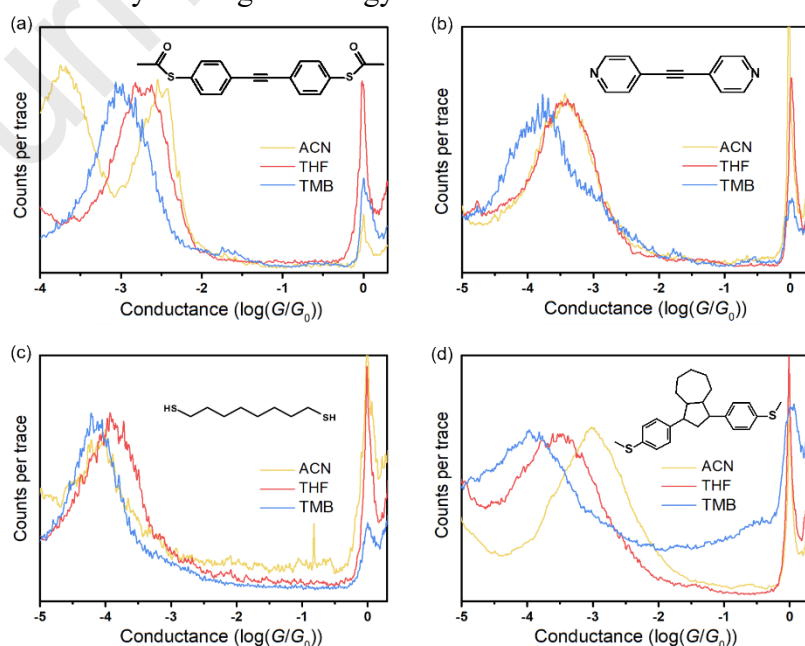 (a)
O
O
S
S
ACN
THF
TMB
Counts per trace
-4 -3 -2 -1 0
Conductance (log(G/G₀))
(b)
N
N
ACN
THF
TMB
Counts per trace
-5 -4 -3 -2 -1 0
Conductance (log(G/G₀))
(c)
HS
SH
ACN
THF
TMB
Counts per trace
-5 -4 -3 -2 -1 0
Conductance (log(G/G₀))
(d)
S
S
ACN
THF
TMB
Counts per trace
-5 -4 -3 -2 -1 0
Conductance (log(G/G₀))